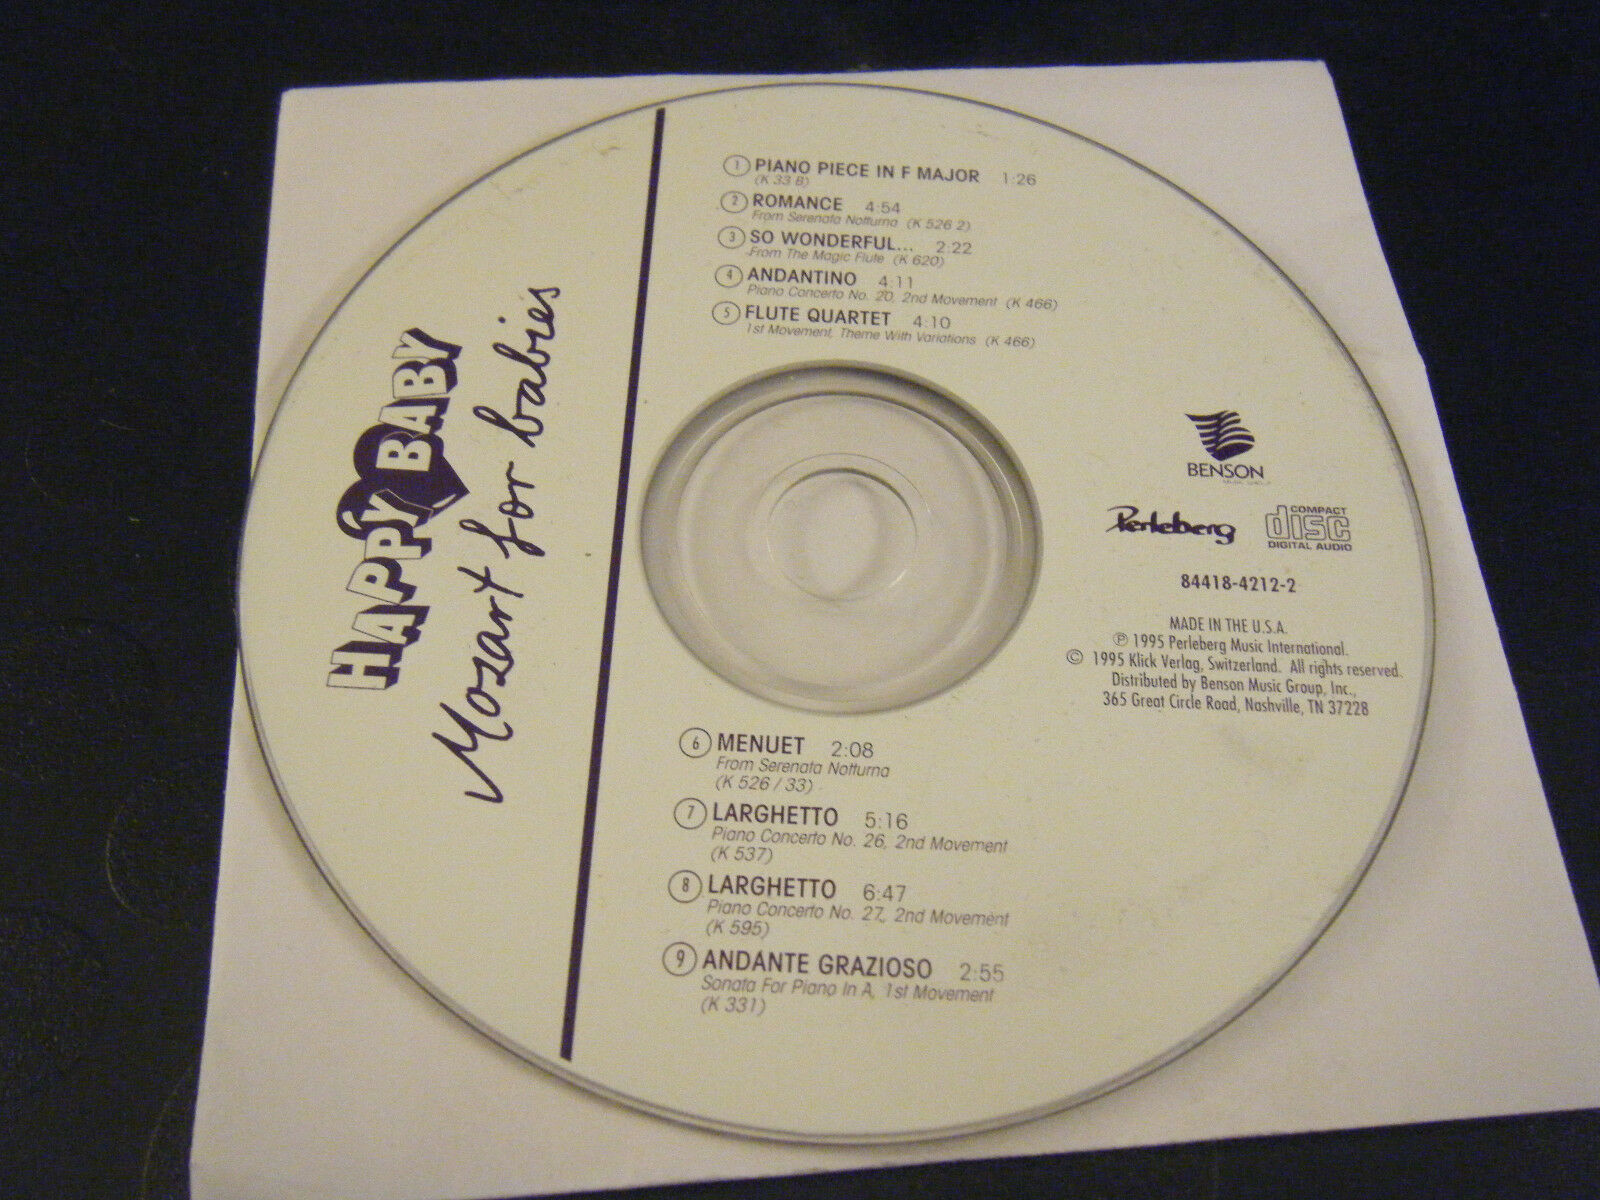 HAPPY BABY
Mozart for babies
1 PIANO PIECE IN F MAJOR 1:26
(K 33 B)
2 ROMANCE 4:54
From Serenata Notturna (K 526 2)
3 SO WONDERFUL... 2:22
From The Magic Flute (K 620)
4 ANDANTINO 4:11
Piano Concerto No. 20, 2nd Movement (K 466)
5 FLUTE QUARTET 4:10
1st Movement, Theme With Variations (K 466)
BENSON
MUSIC GROUP
Perleberg
COMPACT
disc
DIGITAL AUDIO
84418-4212-2
MADE IN THE U.S.A.
℗ 1995 Perleberg Music International.
© 1995 Klick Verlag, Switzerland. All rights reserved.
Distributed by Benson Music Group, Inc.,
365 Great Circle Road, Nashville, TN 37228
6 MENUET 2:08
From Serenata Notturna
(K 526 / 33)
7 LARGHETTO 5:16
Piano Concerto No. 26, 2nd Movement
(K 537)
8 LARGHETTO 6:47
Piano Concerto No. 27, 2nd Movement
(K 595)
9 ANDANTE GRAZIOSO 2:55
Sonata For Piano In A, 1st Movement
(K 331)